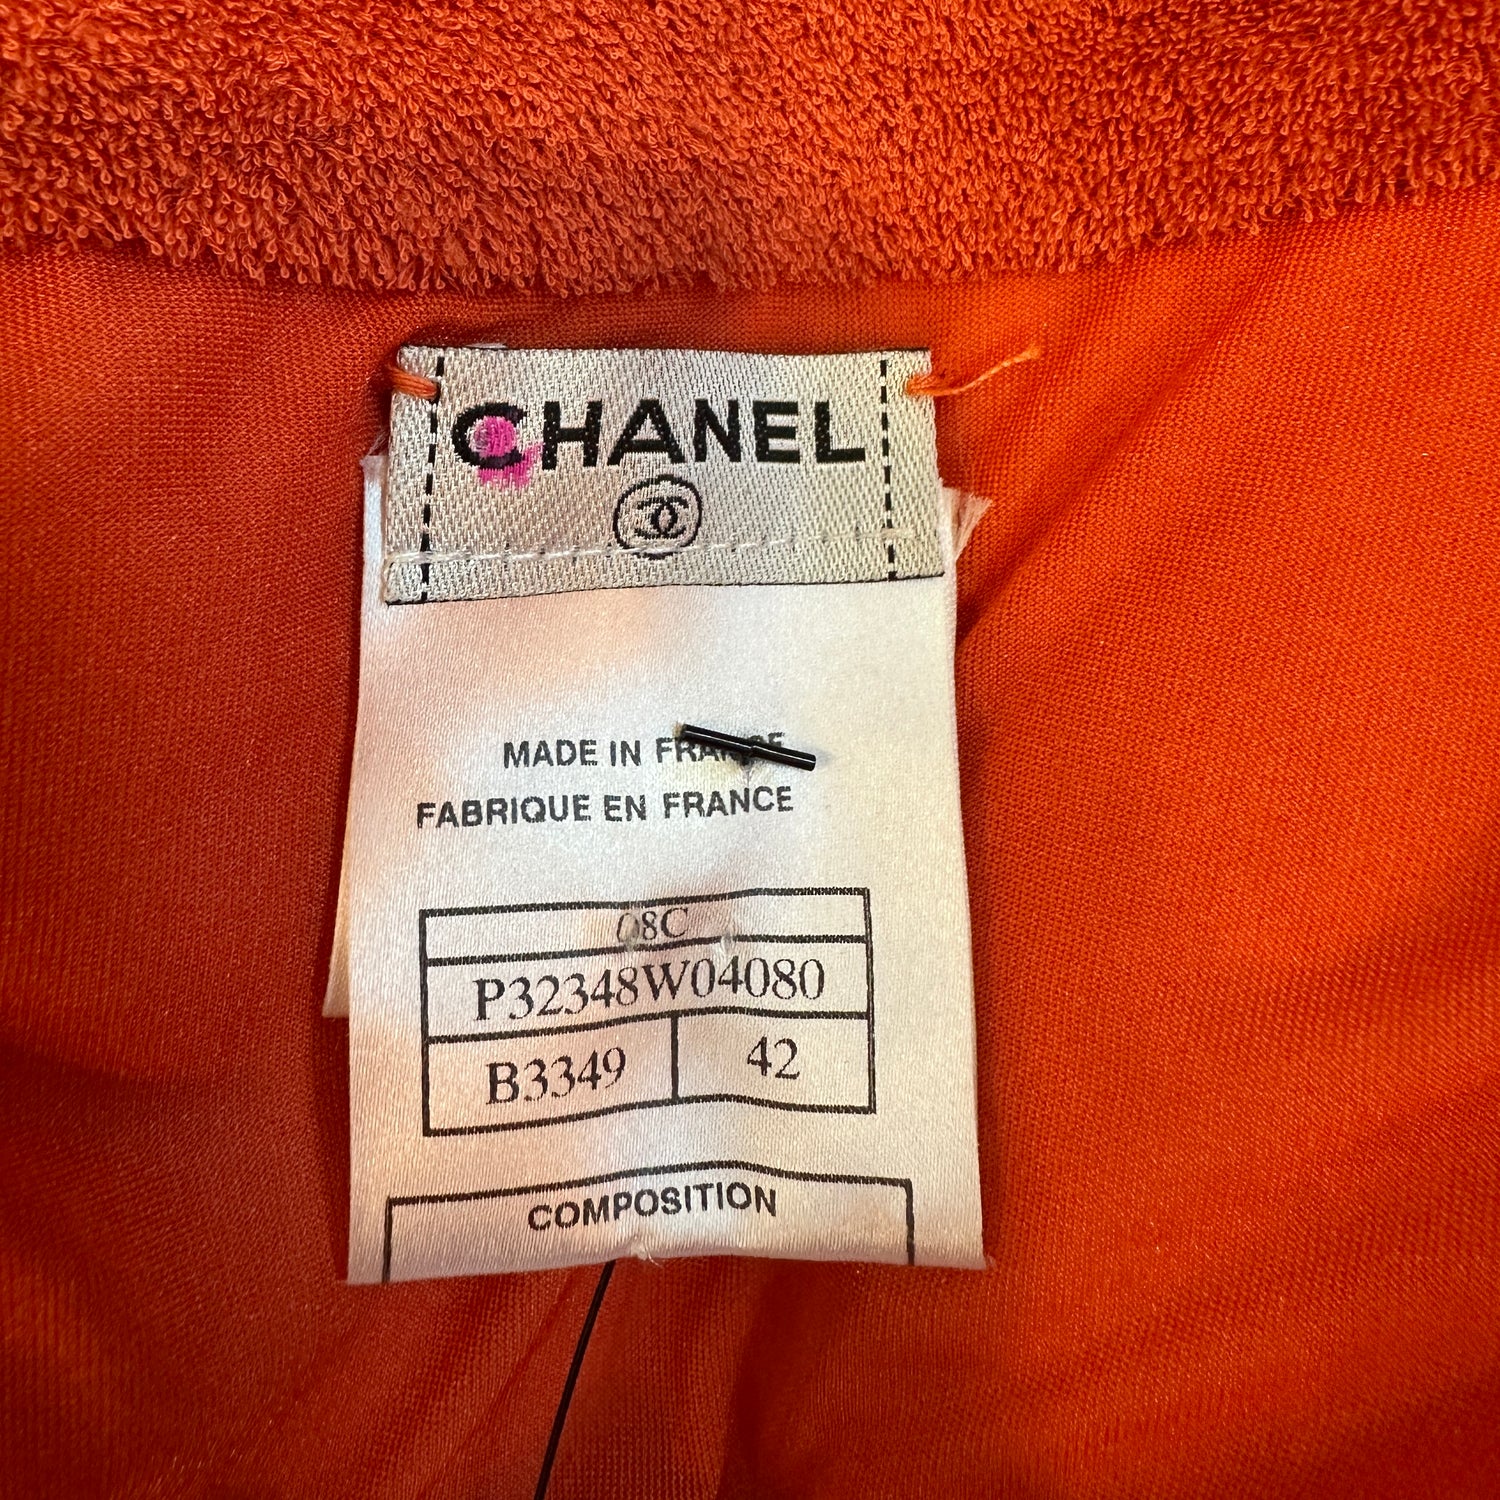 CHANEL
MADE IN FRANCE
FABRIQUE EN FRANCE
08C
P32348W04080
B3349 42
COMPOSITION